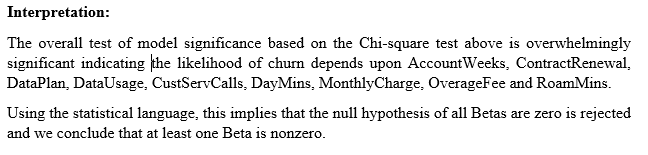 Interpretation:
The overall test of model significance based on the Chi-square test above is overwhelmingly
significant indicating the likelihood of churn depends upon AccountWeeks, ContractRenewal,
DataPlan, DataUsage, CustServCalls, DayMins, MonthlyCharge, OverageFee and RoamMins.
Using the statistical language, this implies that the null hypothesis of all Betas are zero is rejected
and we conclude that at least one Beta is nonzero.